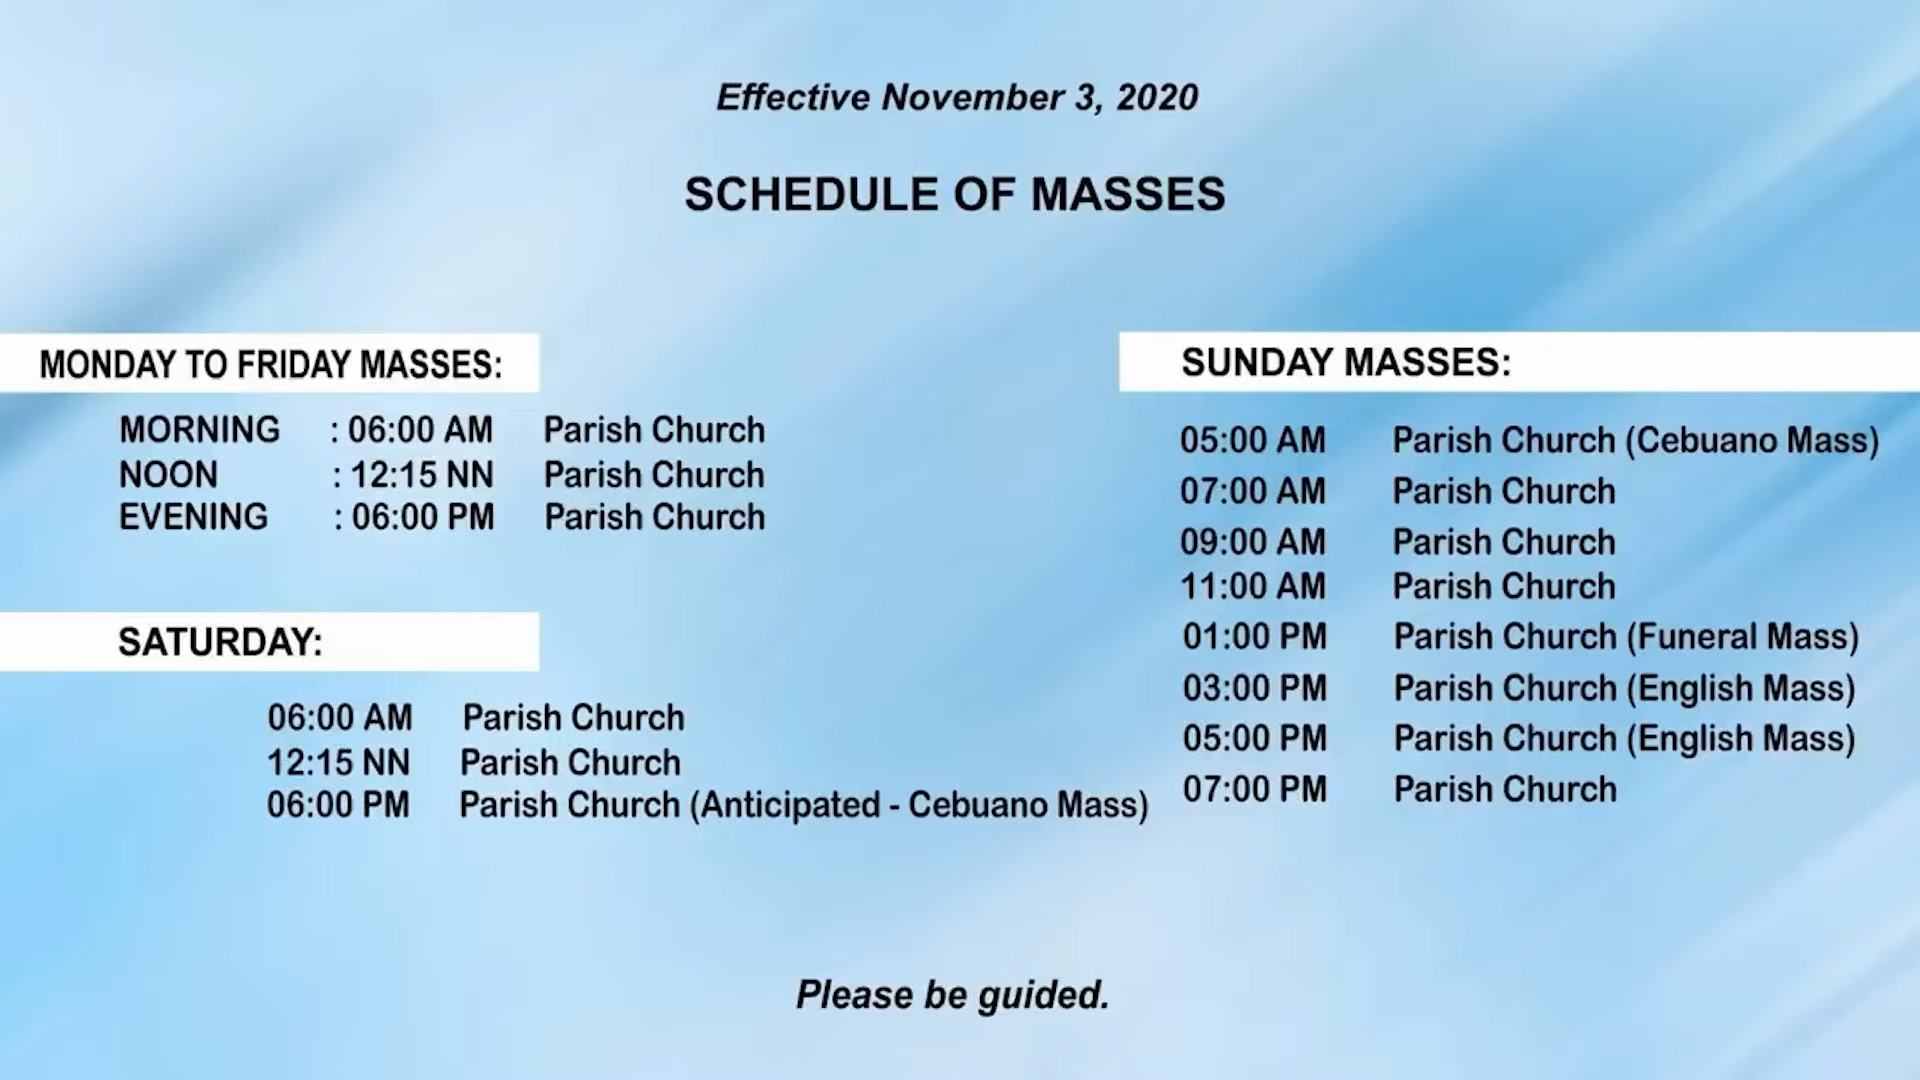 Effective November 3, 2020
SCHEDULE OF MASSES
MONDAY TO FRIDAY MASSES:
MORNING : 06:00 AM Parish Church
NOON : 12:15 NN Parish Church
EVENING : 06:00 PM Parish Church
SATURDAY:
06:00 AM Parish Church
12:15 NN Parish Church
06:00 PM Parish Church (Anticipated - Cebuano Mass)
SUNDAY MASSES:
05:00 AM Parish Church (Cebuano Mass)
07:00 AM Parish Church
09:00 AM Parish Church
11:00 AM Parish Church
01:00 PM Parish Church (Funeral Mass)
03:00 PM Parish Church (English Mass)
05:00 PM Parish Church (English Mass)
07:00 PM Parish Church
Please be guided.